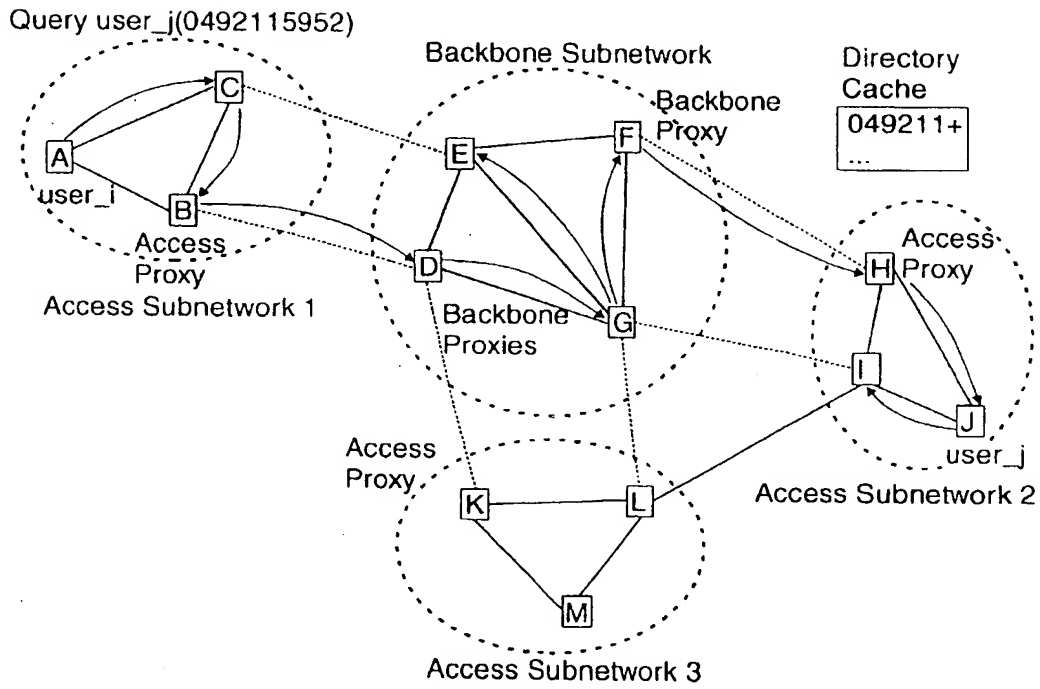 Query user_j(0492115952)
Backbone Subnetwork
Directory
Cache
049211+
...
C
Backbone
Proxy
F
E
A
user_i
B
Access
Proxy
Access Subnetwork 1
D
Backbone
Proxies
G
H
Access
Proxy
I
J
user_j
Access Subnetwork 2
Access
Proxy
K
L
M
Access Subnetwork 3